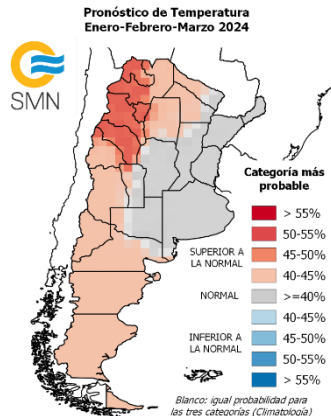 Pronóstico de Temperatura
Enero-Febrero-Marzo 2024
SMN
Categoría más
probable
> 55%
50-55%
SUPERIOR A
LA NORMAL
45-50%
40-45%
NORMAL
>=40%
40-45%
INFERIOR A
LA NORMAL
45-50%
50-55%
> 55%
Blanco: igual probabilidad para
las tres categorías (Climatología)